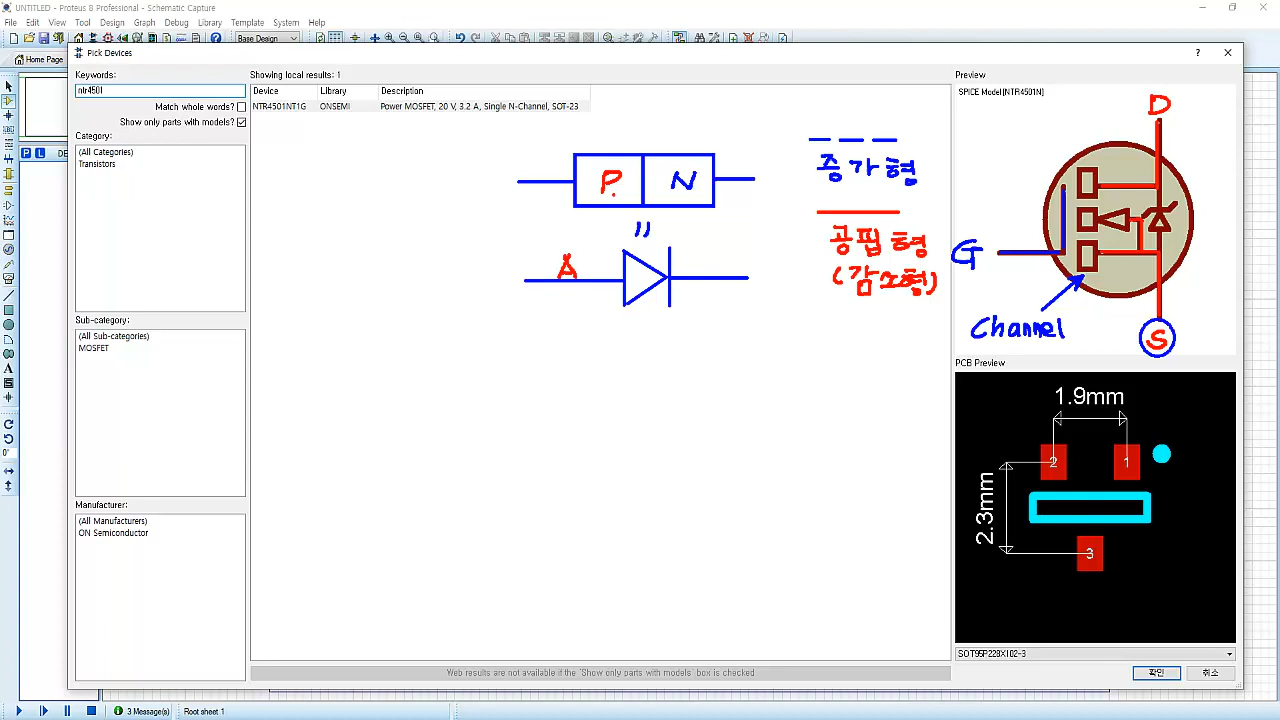 UNTITLED - Proteus 8 Professional - Schematic Capture
File Edit View Tool Design Graph Debug Library Template System Help
Base Design
Home Page
Pick Devices
?
Keywords:
ntr4501
Match whole words?
Show only parts with models?
Category:
(All Categories)
Transistors
Sub-category:
(All Sub-categories)
MOSFET
Manufacturer:
(All Manufacturers)
ON Semiconductor
Showing local results: 1
Device Library Description
NTR4501NT1G ONSEMI Power MOSFET, 20 V, 3.2 A, Single N-Channel, SOT-23
P N
"
A
증가형
공핍형
(감소형)
Preview
SPICE Model [NTR4501N]
D
G
S
Channel
PCB Preview
1.9mm
2.3mm
2 1
3
SOT95P228X102-3
Web results are not available if the 'Show only parts with models' box is checked
확인 취소
P L DE
A
S
0°
3 Message(s) Root sheet 1